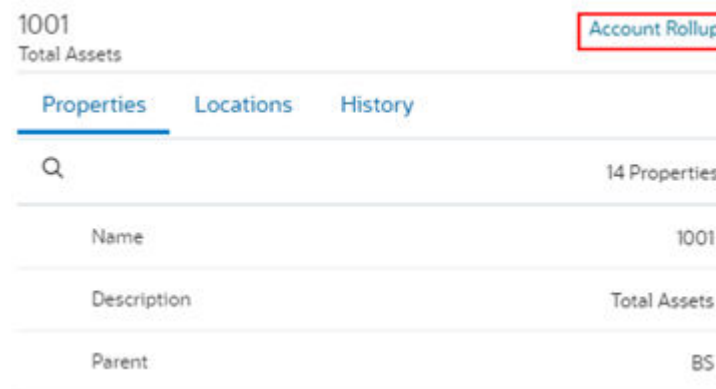 1001
Account Rollup
Total Assets
Properties Locations History
14 Properties
Name 1001
Description Total Assets
Parent BS